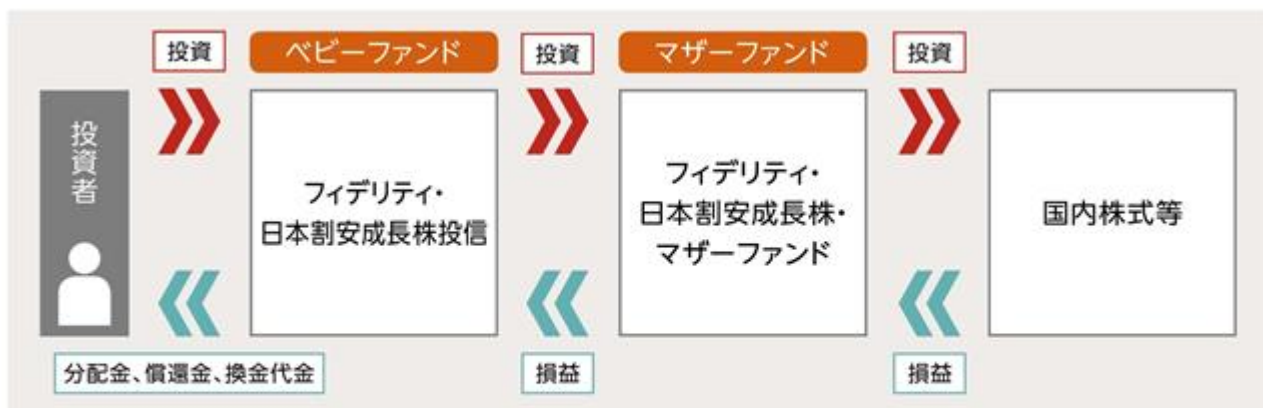 投資
ベビーファンド
投資
マザーファンド
投資
投資者
フィデリティ・
日本割安成長株投信
フィデリティ・
日本割安成長株・
マザーファンド
国内株式等
分配金、償還金、換金代金
損益
損益